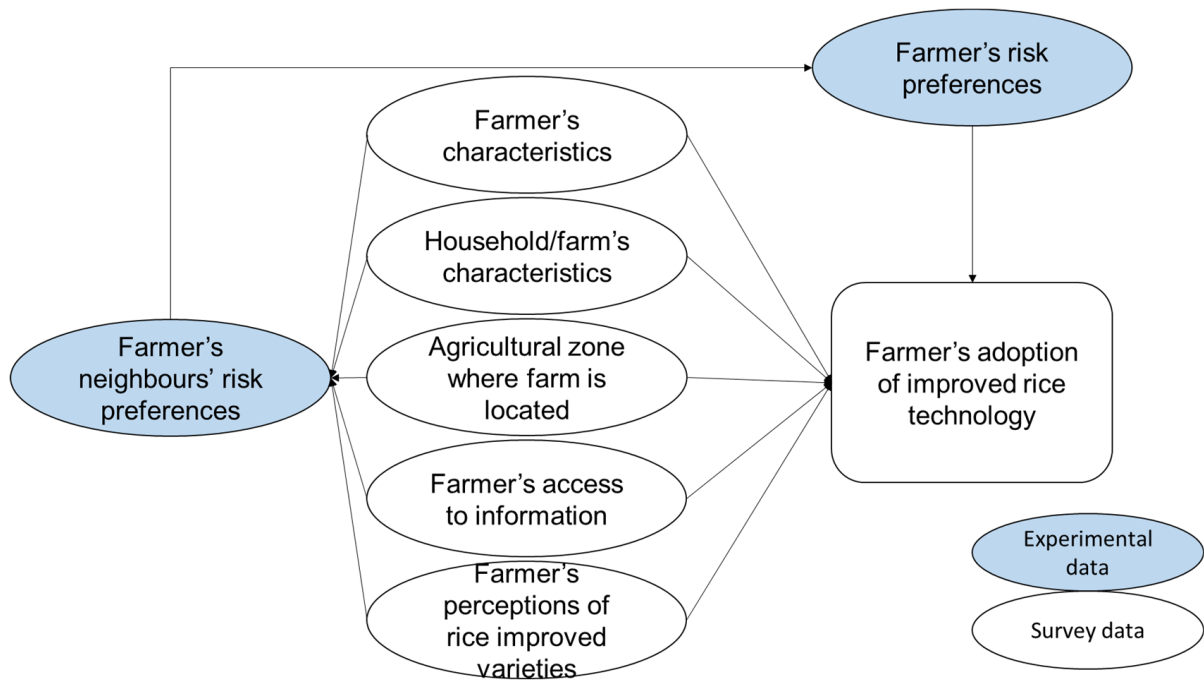 Farmer's risk
preferences
Farmer's
characteristics
Household/farm's
characteristics
Farmer's
neighbours' risk
preferences
Agricultural zone
where farm is
located
Farmer's adoption
of improved rice
technology
Farmer's access
to information
Farmer's
perceptions of
rice improved
varieties
Experimental
data
Survey data